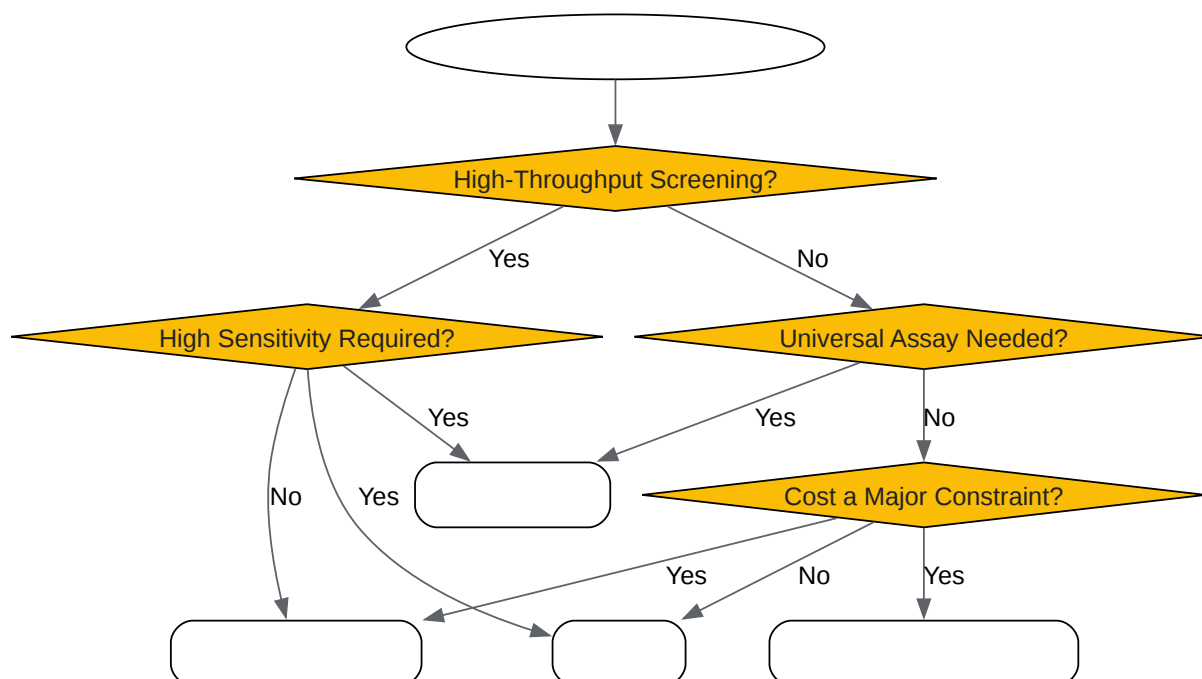 High-Throughput Screening?
Yes
No
High Sensitivity Required?
Universal Assay Needed?
Yes
Yes
No
No
Yes
Cost a Major Constraint?
Yes
No
Yes